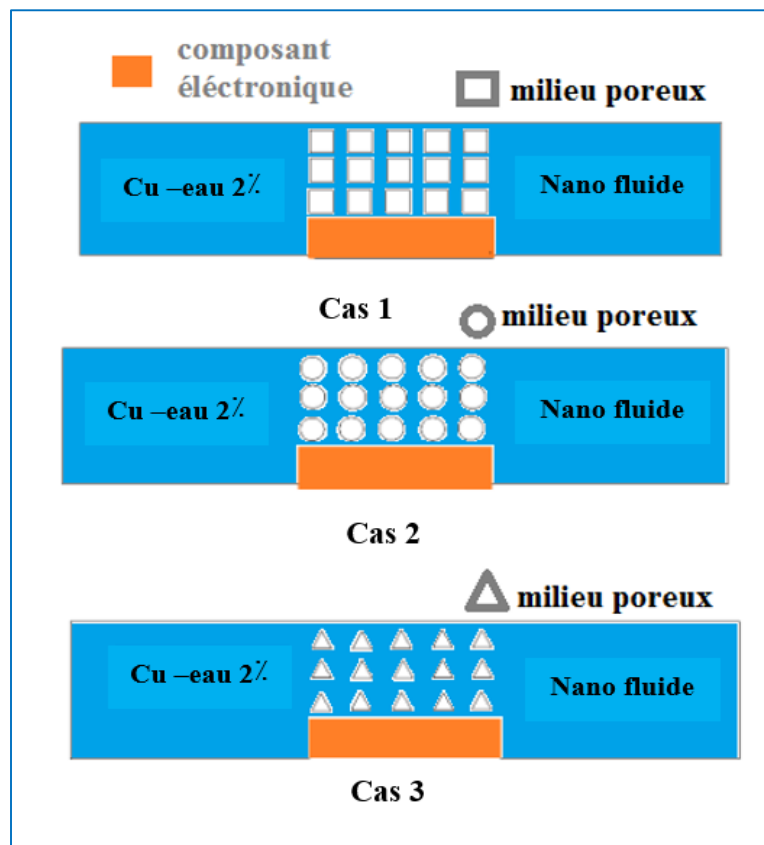 composant
éléctronique
milieu poreux
Cu –eau 2٪
Nano fluide
Cas 1
milieu poreux
Cu –eau 2٪
Nano fluide
Cas 2
milieu poreux
Cu –eau 2٪
Nano fluide
Cas 3